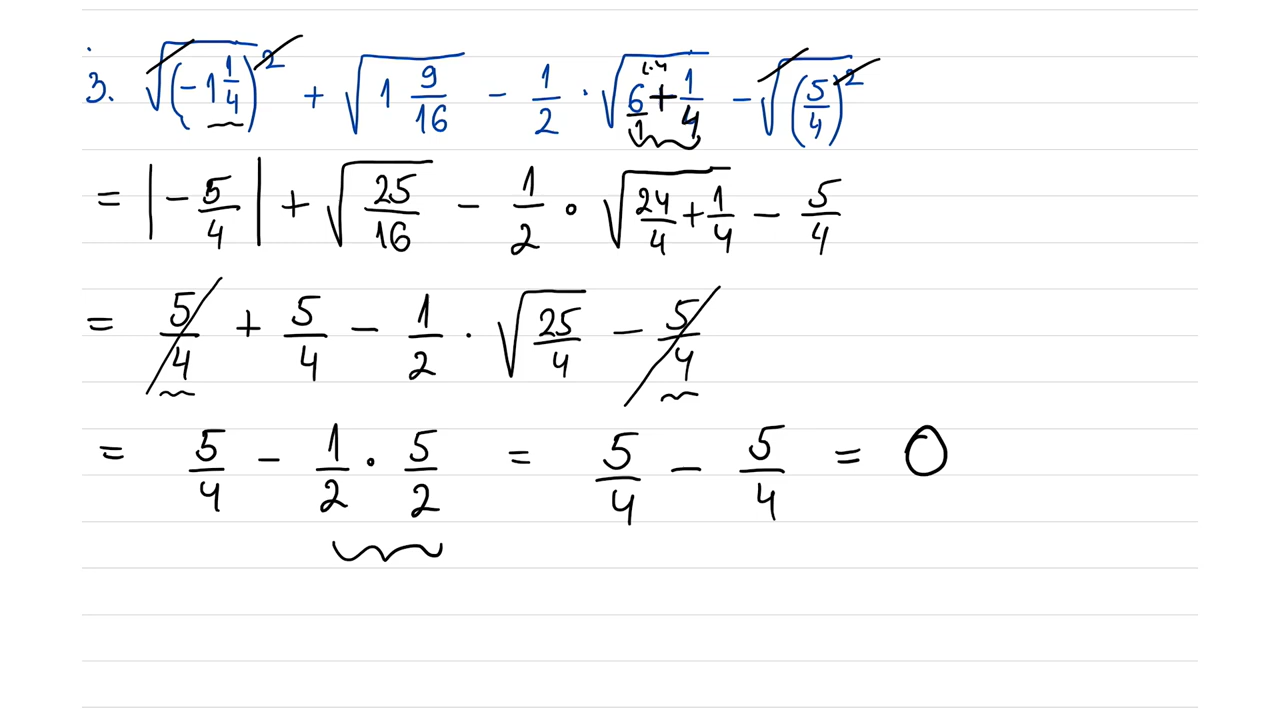 3. √(-1 1/4)² + √(1 9/16) - 1/2 · √(6/1 + 1/4) - √(5/4)²
= |-5/4| + √(25/16) - 1/2 · √(24/4 + 1/4) - 5/4
= 5/4 + 5/4 - 1/2 · √(25/4) - 5/4
= 5/4 - 1/2 · 5/2 = 5/4 - 5/4 = 0